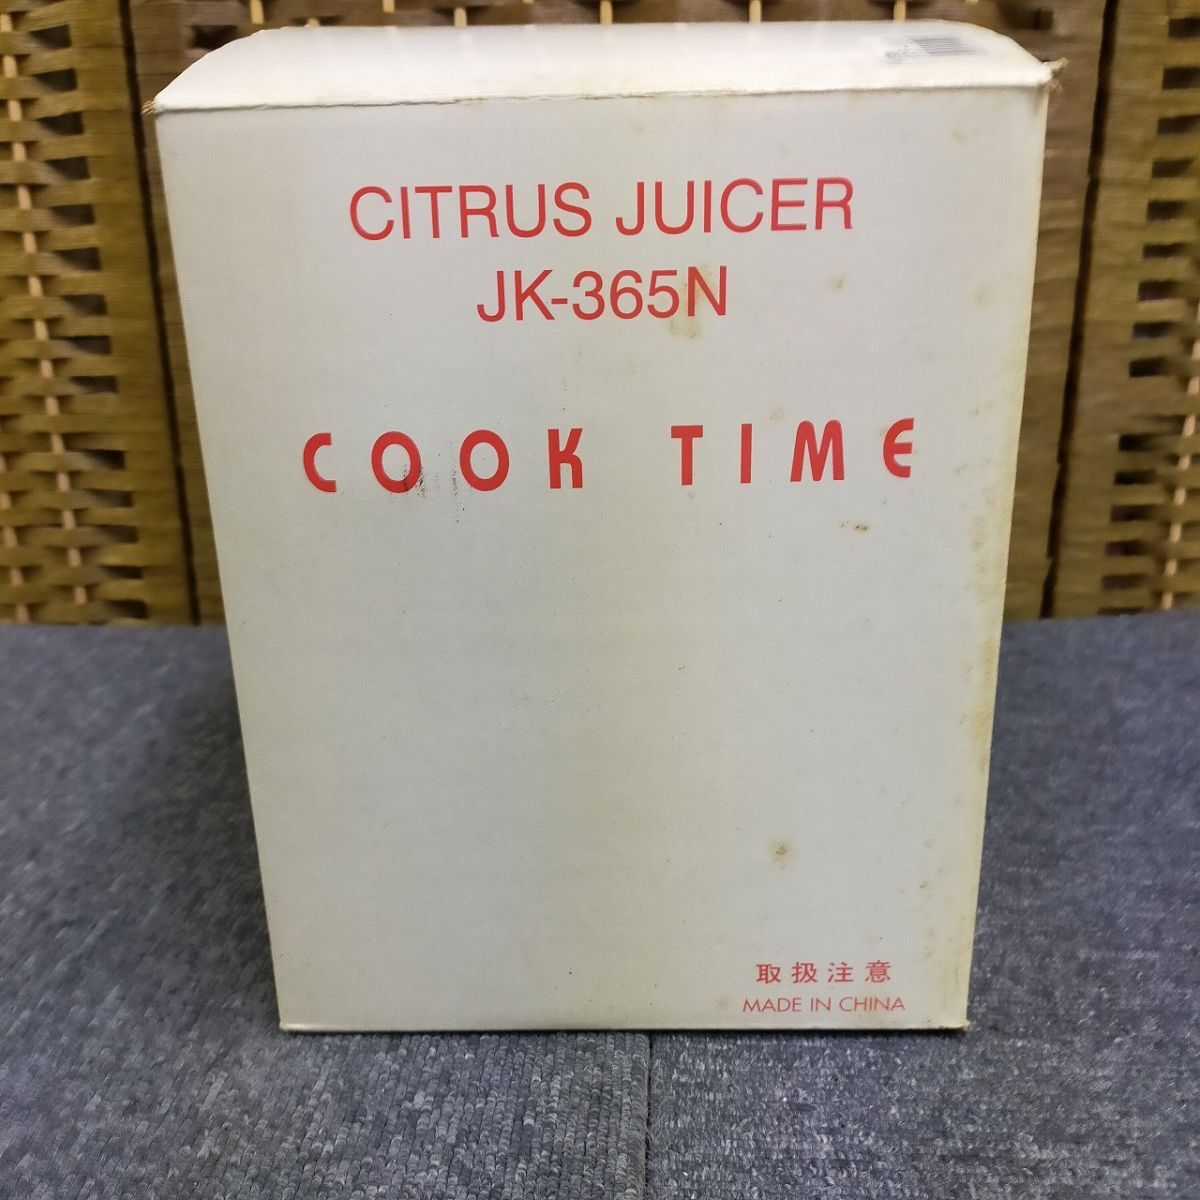 CITRUS JUICER
JK-365N
COOK TIME
取扱注意
MADE IN CHINA